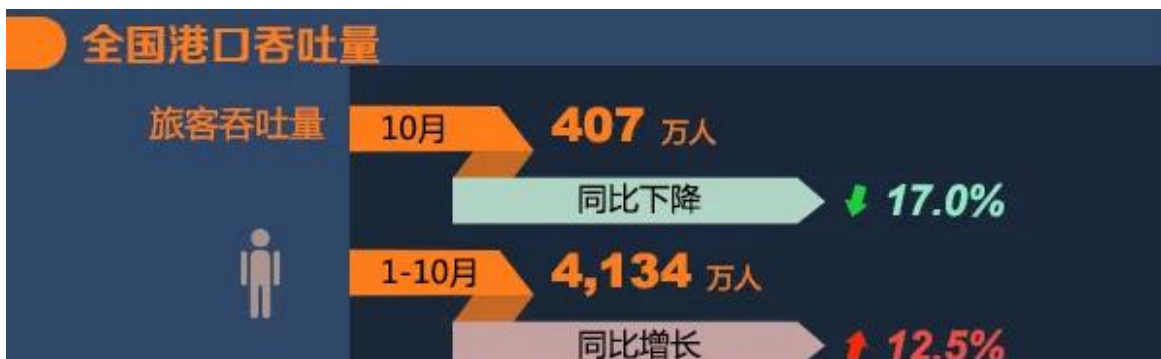 全国港口吞吐量
旅客吞吐量 10月 407 万人
同比下降 17.0%
1-10月 4,134 万人
同比增长 12.5%